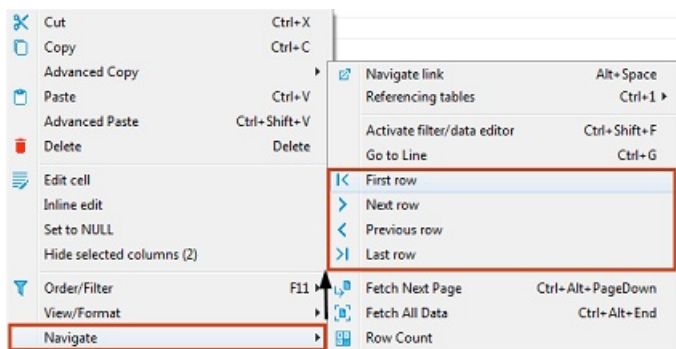 Cut Ctrl+X
Copy Ctrl+C
Advanced Copy
Paste Ctrl+V
Advanced Paste Ctrl+Shift+V
Delete Delete
Edit cell
Inline edit
Set to NULL
Hide selected columns (2)
Order/Filter F11
View/Format
Navigate
Navigate link Alt+Space
Referencing tables Ctrl+1
Activate filter/data editor Ctrl+Shift+F
Go to Line Ctrl+G
First row
Next row
Previous row
Last row
Fetch Next Page Ctrl+Alt+PageDown
Fetch All Data Ctrl+Alt+End
Row Count